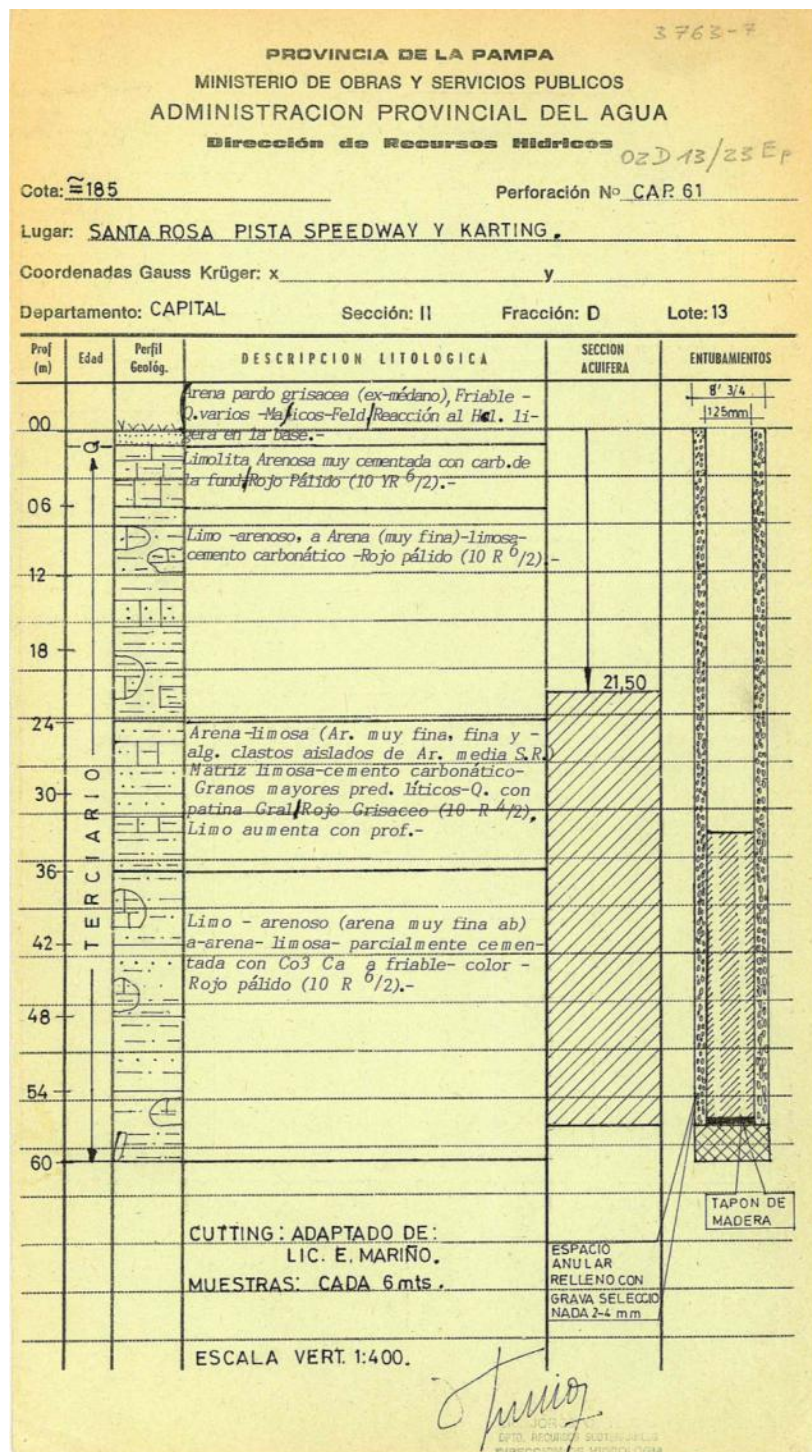 3763-7
PROVINCIA DE LA PAMPA
MINISTERIO DE OBRAS Y SERVICIOS PUBLICOS
ADMINISTRACION PROVINCIAL DEL AGUA
Dirección de Recursos Hídricos
OZD 13/23 Ep
Cota: ≅185 Perforación Nº CAP. 61
Lugar: SANTA ROSA PISTA SPEEDWAY Y KARTING.
Coordenadas Gauss Krüger: x y
Departamento: CAPITAL Sección: II Fracción: D Lote: 13
Prof (m) Edad Perfil Geológ. DESCRIPCION LITOLOGICA SECCION ACUIFERA ENTUBAMIENTOS
8' 3/4
125mm
Arena pardo grisacea (ex-médano), Friable -
Q.varios -Maficos-Feld/Reacción al Hcl. li-
gera en la base.-
00
Q
Limolita Arenosa muy cementada con carb.de
la fund/Rojo Pálido (10 YR 6/2).-
06
Limo -arenoso, a Arena (muy fina)-limosa-
cemento carbonático -Rojo pálido (10 R 6/2).-
12
18
21,50
24
Arena-limosa (Ar. muy fina, fina y -
alg. clastos aislados de Ar. media S.R.)
Matriz limosa-cemento carbonático-
Granos mayores pred. líticos-Q. con
patina Gral/Rojo Grisaceo (10-R 4/2),
Limo aumenta con prof.-
30
TERCIARIO
36
Limo - arenoso (arena muy fina ab)
a-arena- limosa- parcialmente cemen-
tada con Co3 Ca a friable- color -
Rojo pálido (10 R 6/2).-
42
48
54
60
TAPON DE
MADERA
CUTTING: ADAPTADO DE:
LIC. E. MARIÑO.
MUESTRAS: CADA 6 mts.
ESPACIO
ANULAR
RELLENO CON
GRAVA SELECCIO
NADA 2-4 mm
ESCALA VERT. 1:400.
DPTO. RECURSOS SUBTERRANEOS